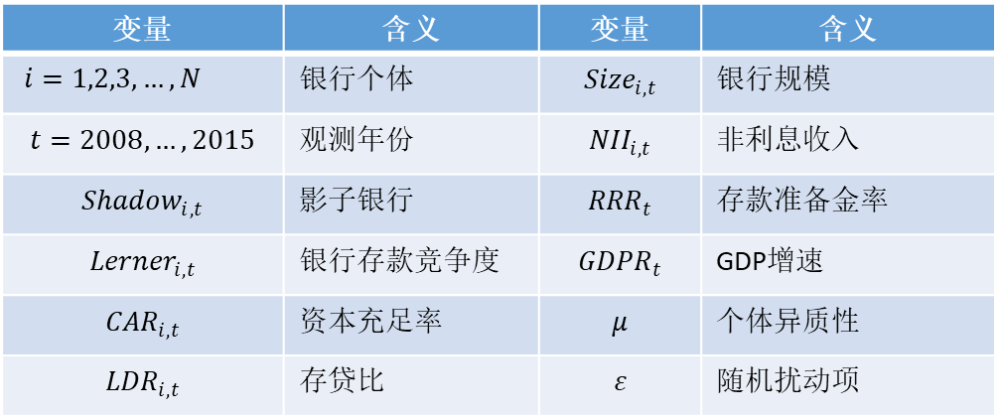 变量 含义 变量 含义
i = 1,2,3, … , N 银行个体 Size_{i,t} 银行规模
t = 2008, … , 2015 观测年份 NII_{i,t} 非利息收入
Shadow_{i,t} 影子银行 RRR_t 存款准备金率
Lerner_{i,t} 银行存款竞争度 GDPR_t GDP增速
CAR_{i,t} 资本充足率 μ 个体异质性
LDR_{i,t} 存贷比 ε 随机扰动项